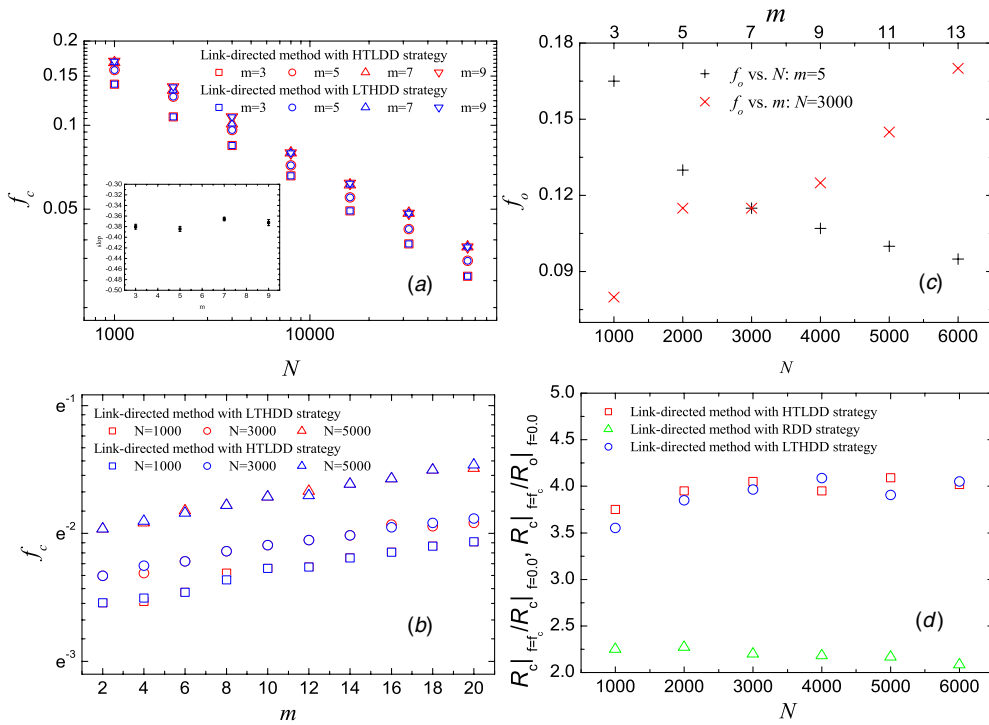 0.2
0.15
0.1
0.05
f_c
Link-directed method with HTLDD strategy
m=3 m=5 m=7 m=9
Link-directed method with LTHDD strategy
m=3 m=5 m=7 m=9
-0.30
-0.32
-0.34
-0.36
-0.38
-0.40
-0.42
-0.44
-0.46
-0.48
-0.50
slop
3 4 5 6 7 8 9
m
(a)
1000 10000
N
m
3 5 7 9 11 13
0.18
0.15
0.12
0.09
f_o
f_o vs. N: m=5
f_o vs. m: N=3000
(c)
1000 2000 3000 4000 5000 6000
N
e^-1
e^-2
e^-3
f_c
Link-directed method with LTHDD strategy
N=1000 N=3000 N=5000
Link-directed method with HTLDD strategy
N=1000 N=3000 N=5000
(b)
2 4 6 8 10 12 14 16 18 20
m
5.0
4.5
4.0
3.5
3.0
2.5
2.0
R_c|_f=f_c/R_c|_f=0.0, R_c|_f=f_c/R_o|_f=0.0
Link-directed method with HTLDD strategy
Link-directed method with RDD strategy
Link-directed method with LTHDD strategy
(d)
1000 2000 3000 4000 5000 6000
N